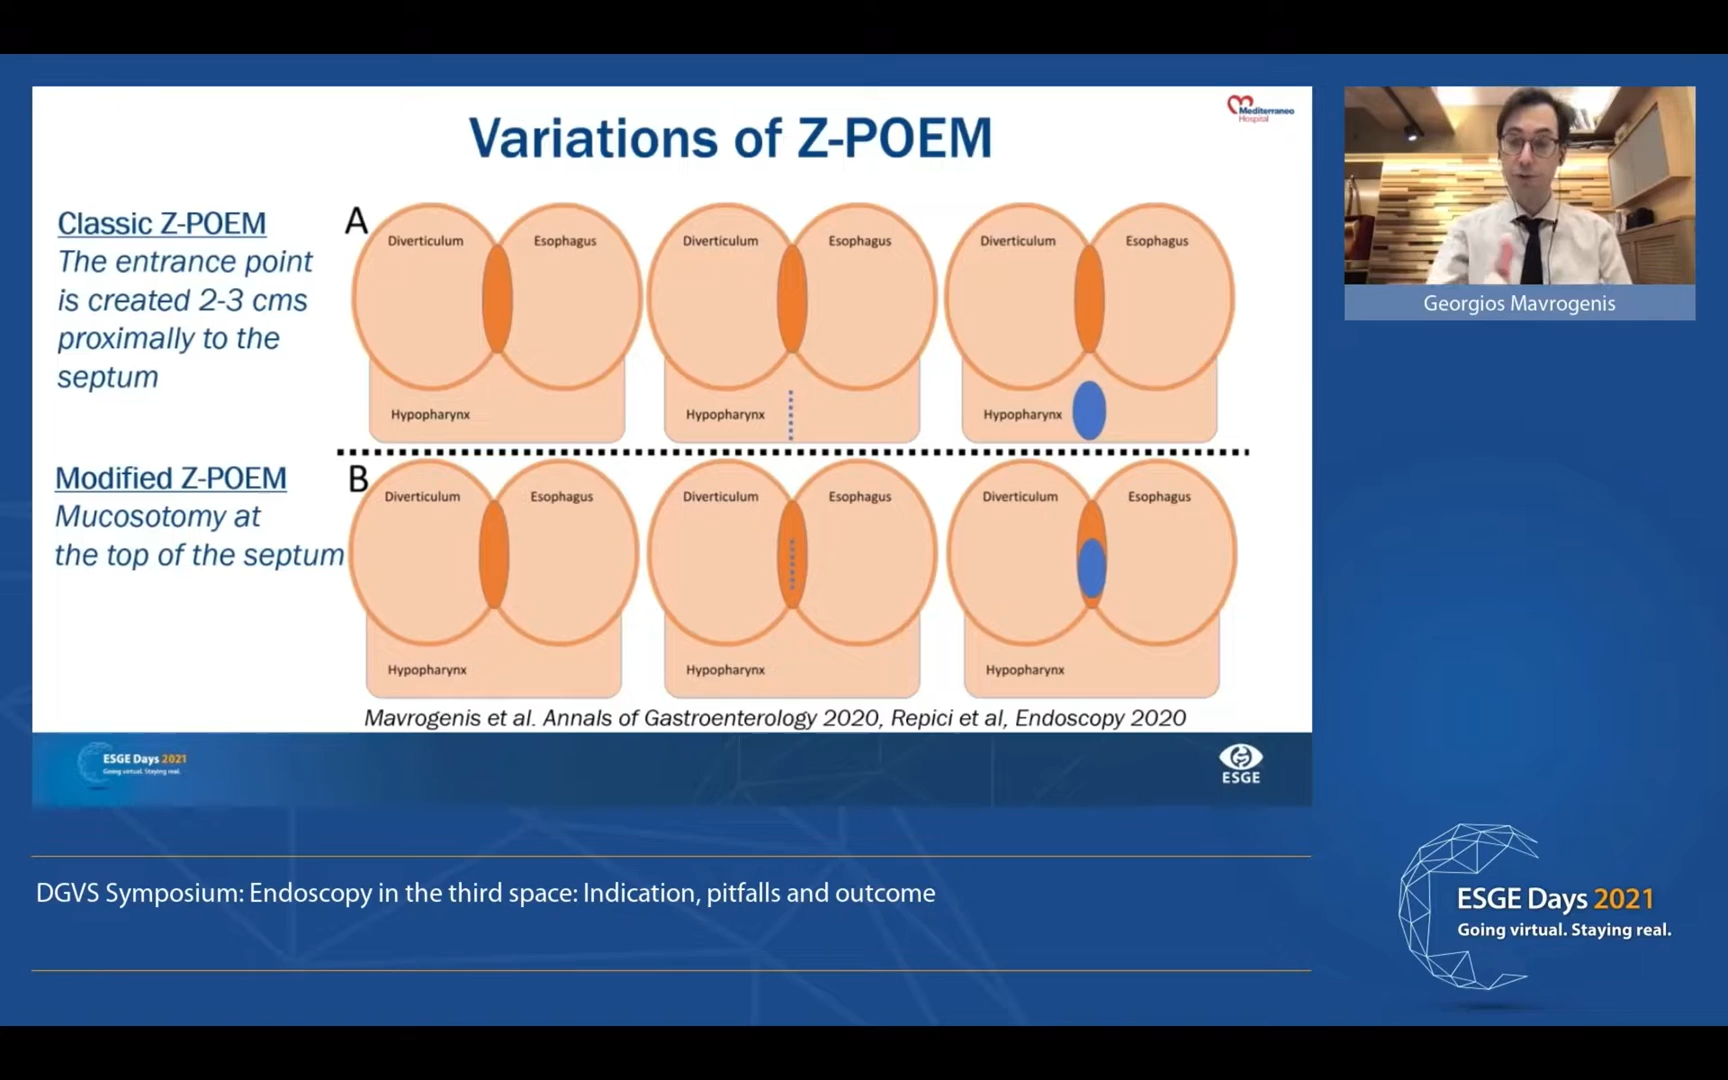 Mediterraneo
Hospital
Variations of Z-POEM
Classic Z-POEM
The entrance point
is created 2-3 cms
proximally to the
septum
A
Diverticulum
Esophagus
Hypopharynx
Diverticulum
Esophagus
Hypopharynx
Diverticulum
Esophagus
Hypopharynx
Modified Z-POEM
Mucosotomy at
the top of the septum
B
Diverticulum
Esophagus
Hypopharynx
Diverticulum
Esophagus
Hypopharynx
Diverticulum
Esophagus
Hypopharynx
Mavrogenis et al. Annals of Gastroenterology 2020, Repici et al, Endoscopy 2020
ESGE Days 2021
Going virtual. Staying real.
ESGE
Georgios Mavrogenis
DGVS Symposium: Endoscopy in the third space: Indication, pitfalls and outcome
ESGE Days 2021
Going virtual. Staying real.